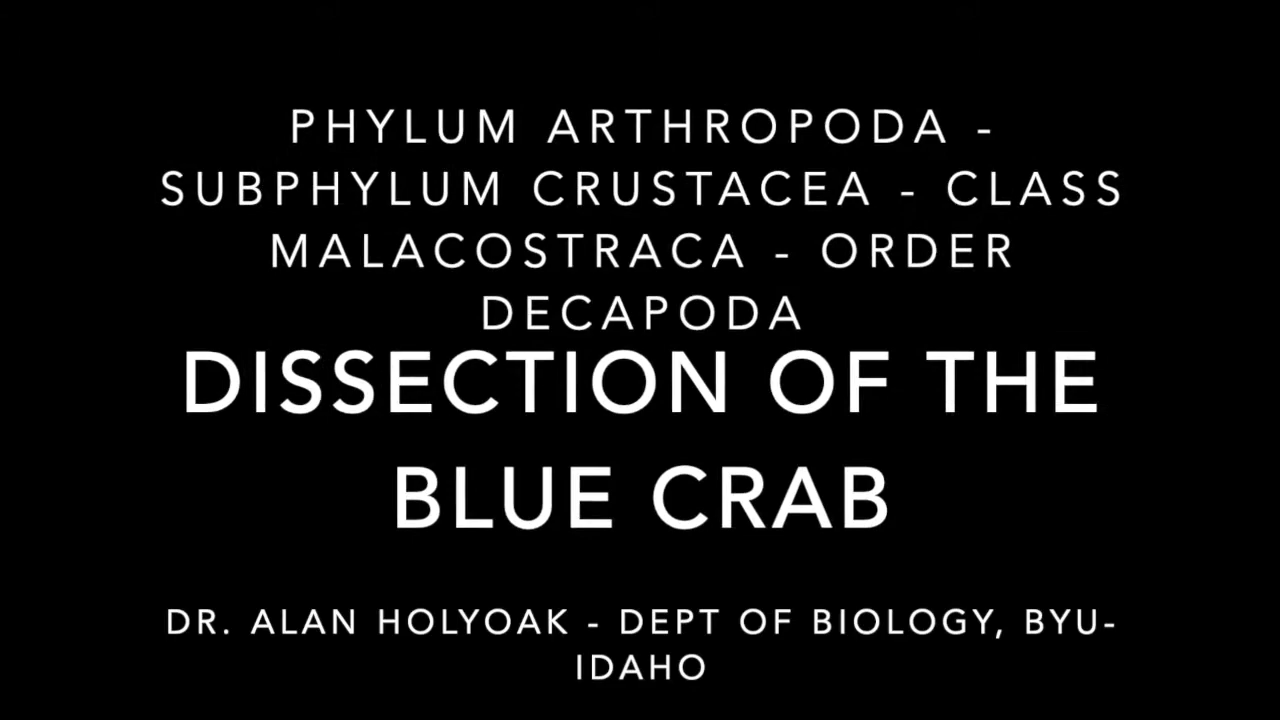 PHYLUM ARTHROPODA -
SUBPHYLUM CRUSTACEA - CLASS
MALACOSTRACA - ORDER
DECAPODA
DISSECTION OF THE
BLUE CRAB
DR. ALAN HOLYOAK - DEPT OF BIOLOGY, BYU-
IDAHO